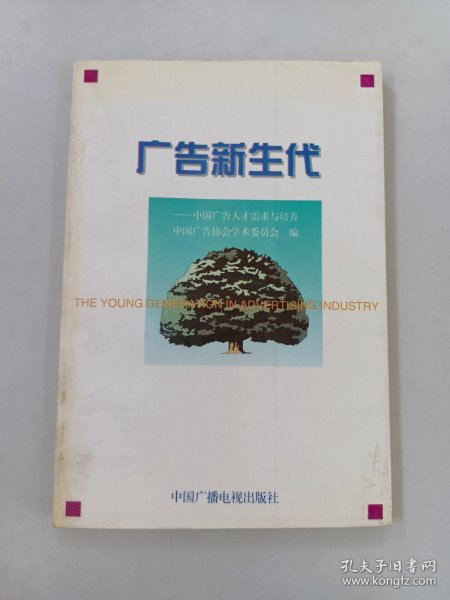 广告新生代
——中国广告人才需求与培养
中国广告协会学术委员会 编
THE YOUNG GENERATION IN ADVERTISING INDUSTRY
中国广播电视出版社
孔夫子旧书网
www.kongfz.com